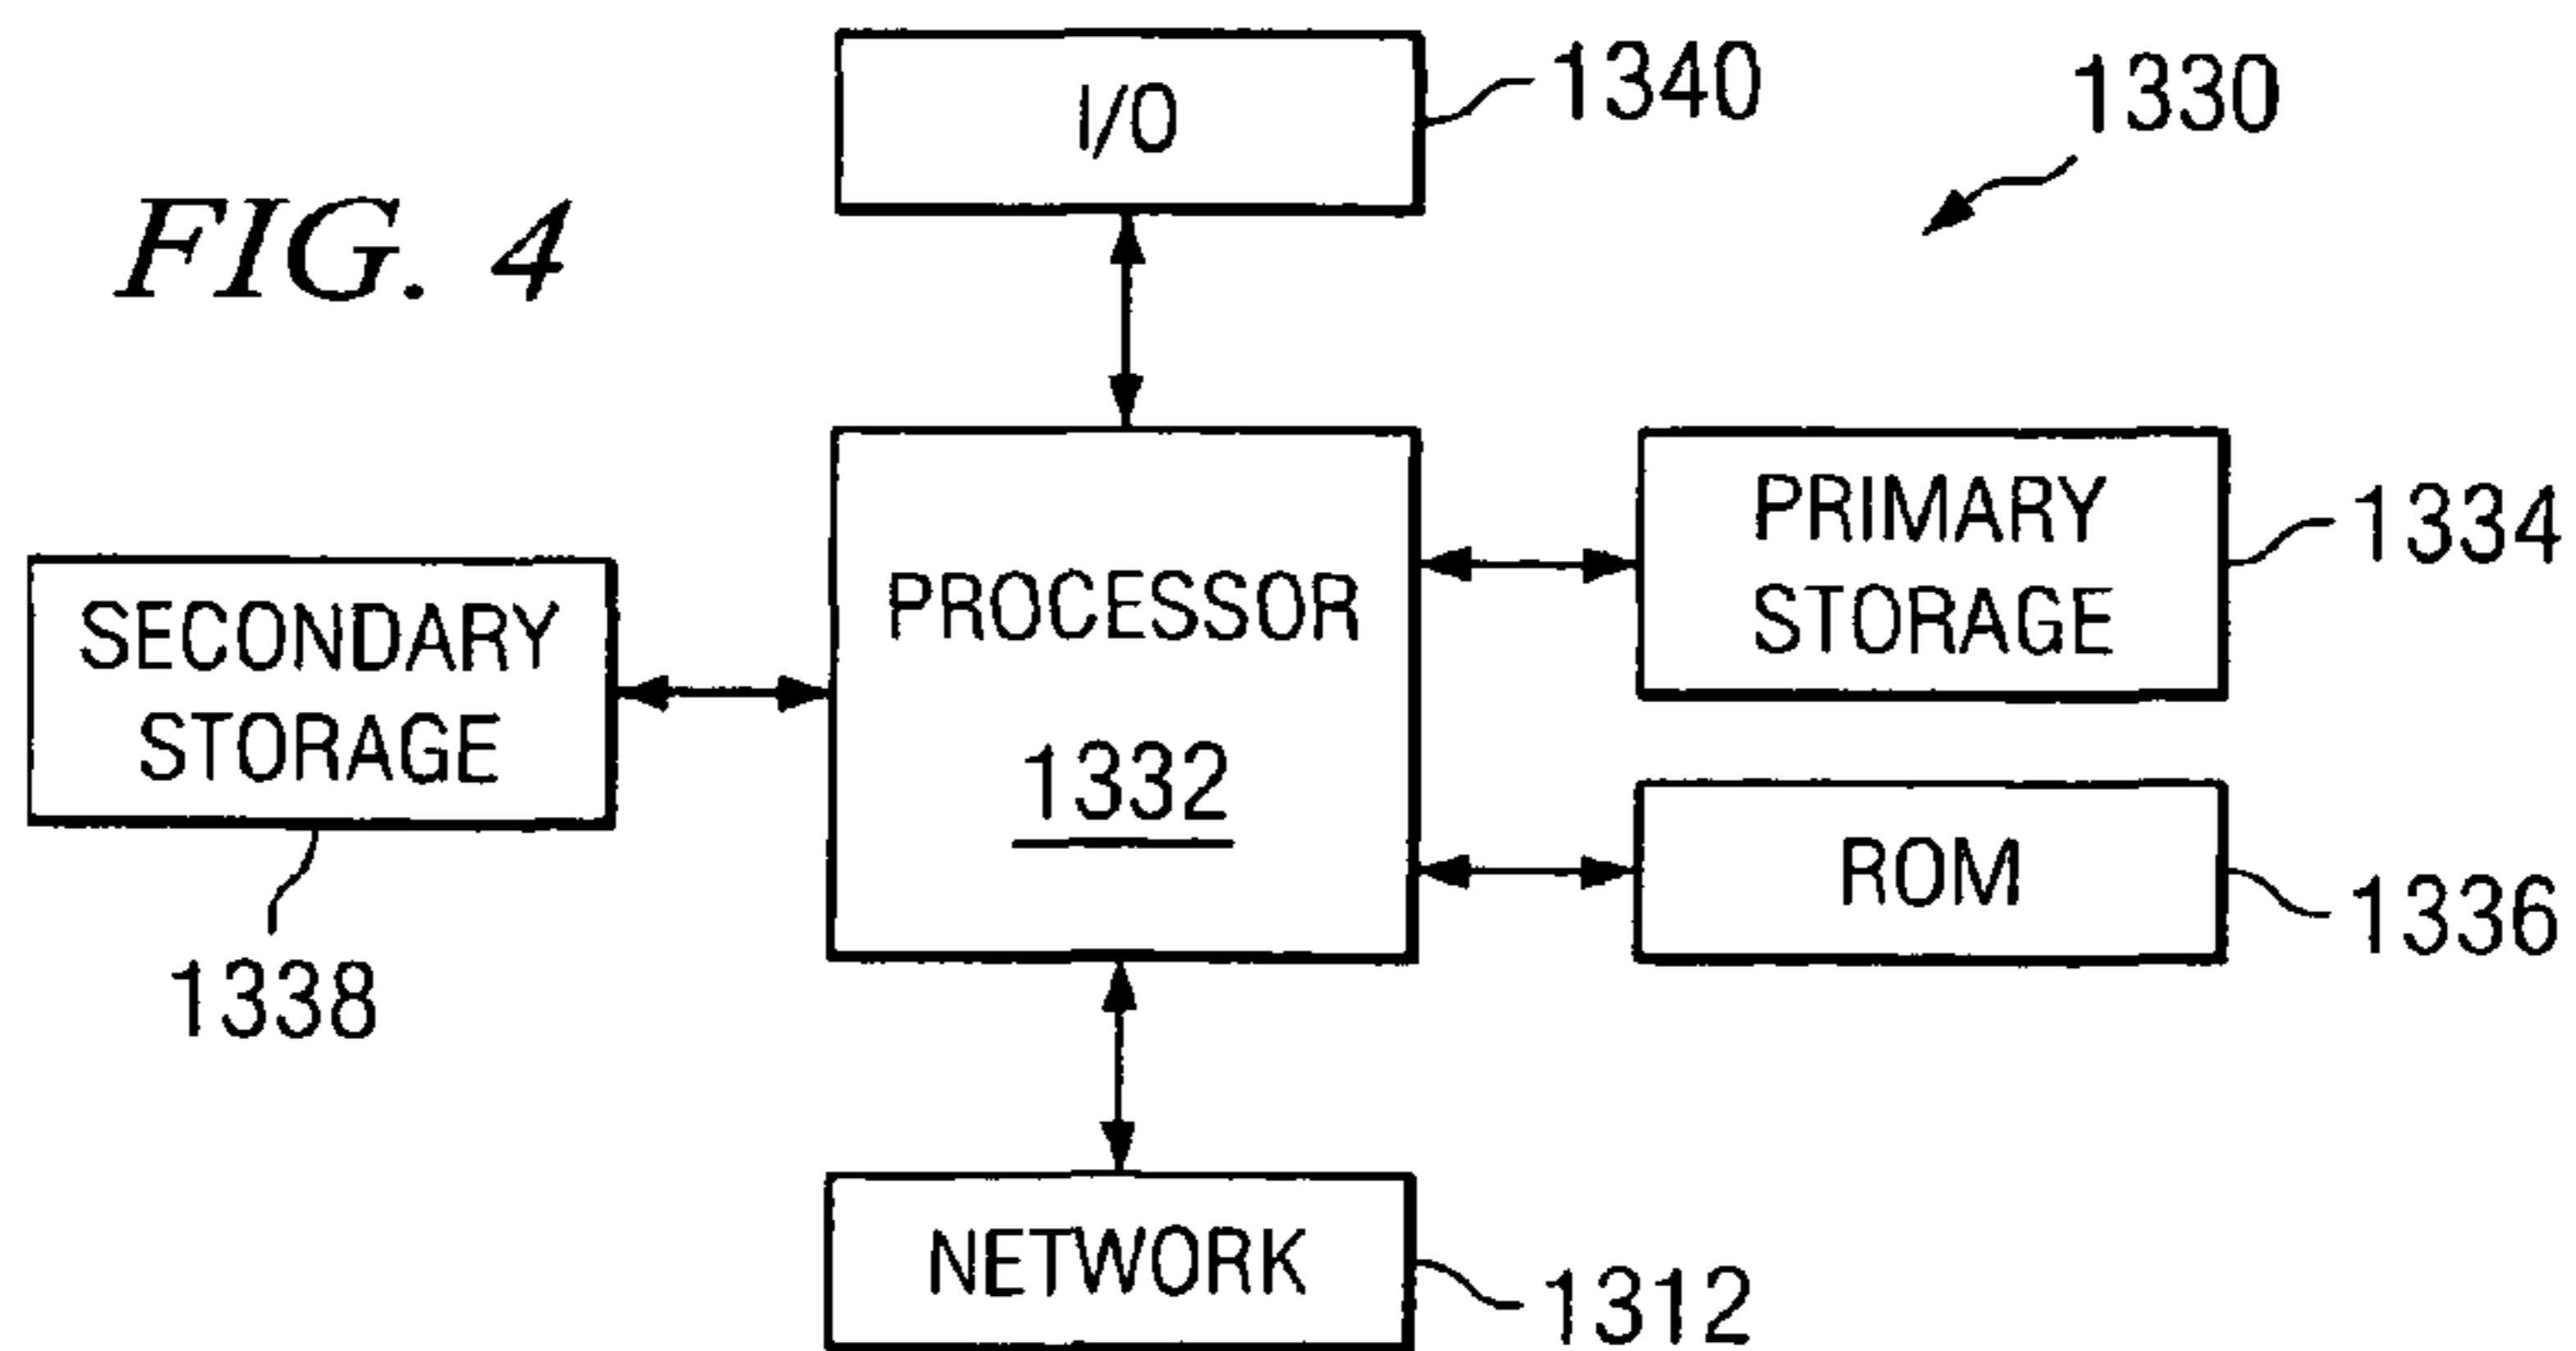 I/O
1340
1330
FIG. 4
PRIMARY
STORAGE
1334
PROCESSOR
1332
SECONDARY
STORAGE
1338
ROM
1336
NETWORK
1312